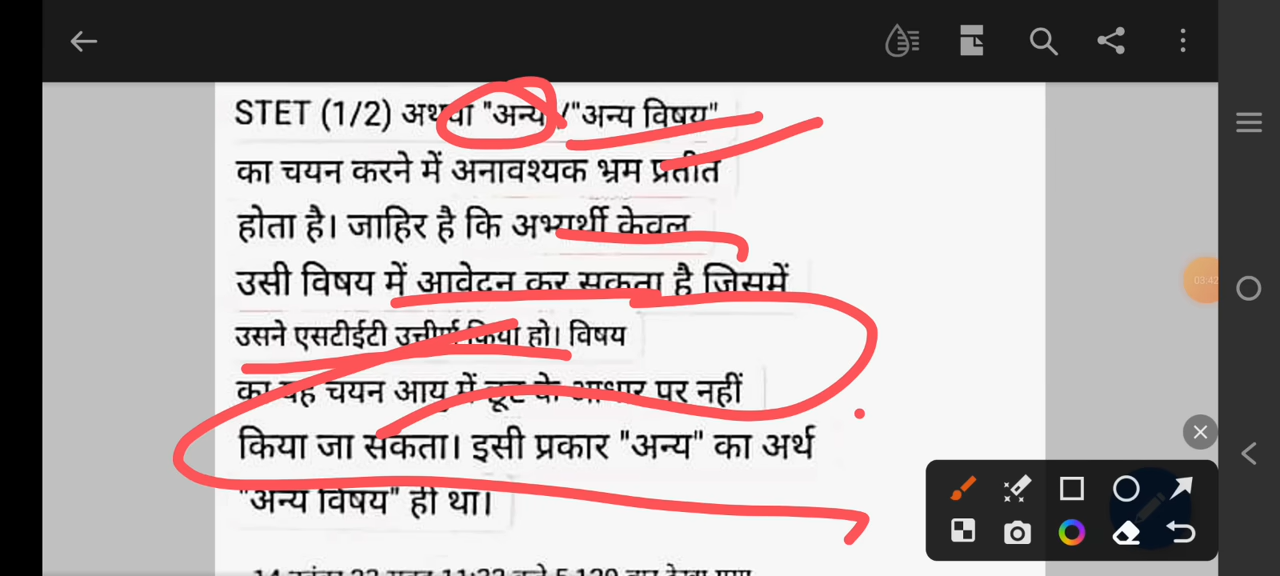 STET (1/2) अथवा "अन्य"/"अन्य विषय"
का चयन करने में अनावश्यक भ्रम प्रतीत
होता है। जाहिर है कि अभ्यर्थी केवल
उसी विषय में आवेदन कर सकता है जिसमें
उसने एसटीईटी उत्तीर्ण किया हो। विषय
का यह चयन आयु में छूट के आधार पर नहीं
किया जा सकता। इसी प्रकार "अन्य" का अर्थ
"अन्य विषय" ही था।
03:42